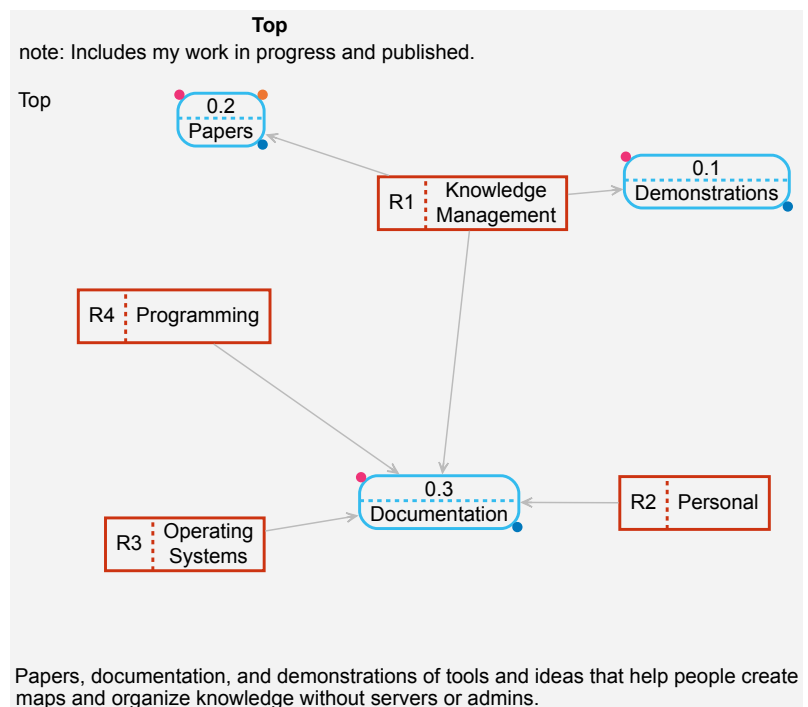 Top
note: Includes my work in progress and published.
Top
0.2
Papers
0.1
Demonstrations
R1
Knowledge
Management
R4
Programming
0.3
Documentation
R2
Personal
R3
Operating
Systems
Papers, documentation, and demonstrations of tools and ideas that help people create
maps and organize knowledge without servers or admins.